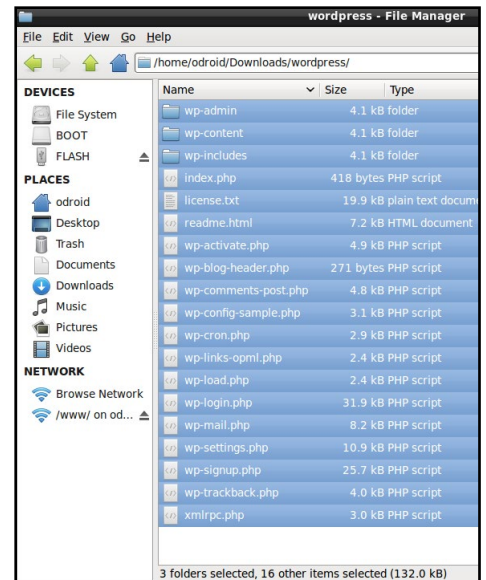 wordpress - File Manager
File Edit View Go Help
/home/odroid/Downloads/wordpress/
DEVICES
File System
BOOT
FLASH
PLACES
odroid
Desktop
Trash
Documents
Downloads
Music
Pictures
Videos
NETWORK
Browse Network
/www/ on od...
Name Size Type
wp-admin 4.1 kB folder
wp-content 4.1 kB folder
wp-includes 4.1 kB folder
index.php 418 bytes PHP script
license.txt 19.9 kB plain text docume
readme.html 7.2 kB HTML document
wp-activate.php 4.9 kB PHP script
wp-blog-header.php 271 bytes PHP script
wp-comments-post.php 4.8 kB PHP script
wp-config-sample.php 3.1 kB PHP script
wp-cron.php 2.9 kB PHP script
wp-links-opml.php 2.4 kB PHP script
wp-load.php 2.4 kB PHP script
wp-login.php 31.9 kB PHP script
wp-mail.php 8.2 kB PHP script
wp-settings.php 10.9 kB PHP script
wp-signup.php 25.7 kB PHP script
wp-trackback.php 4.0 kB PHP script
xmlrpc.php 3.0 kB PHP script
3 folders selected, 16 other items selected (132.0 kB)